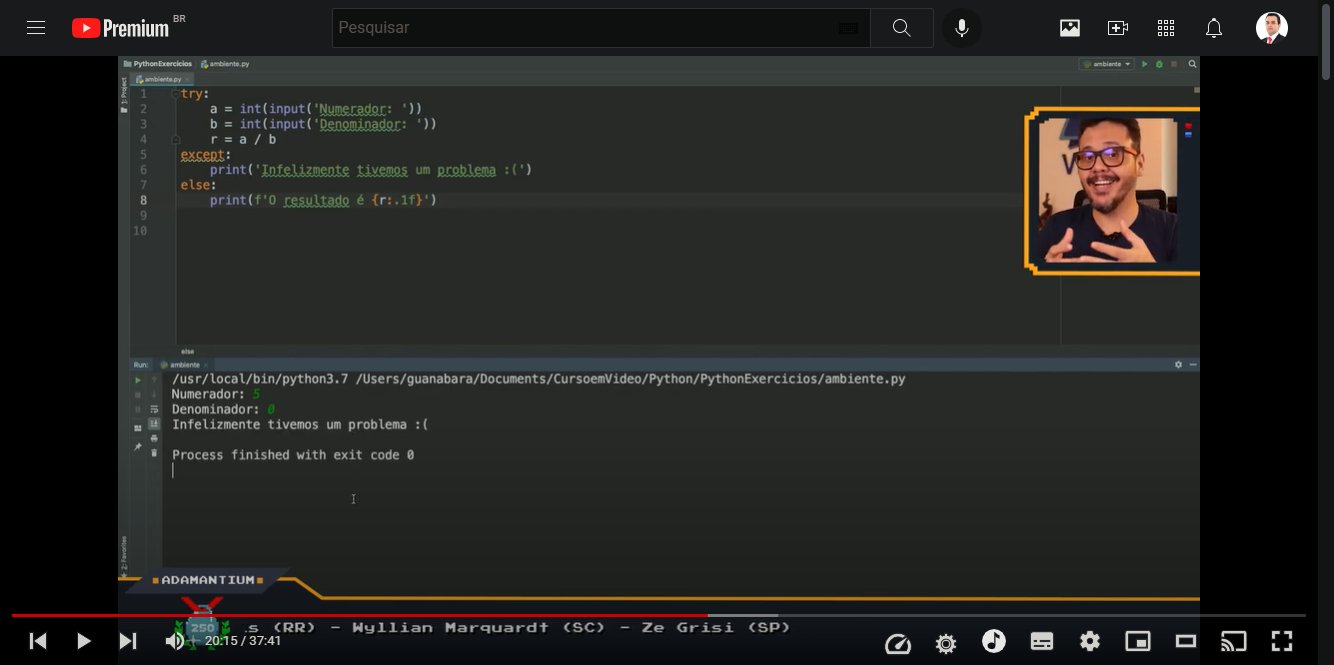 Premium BR
Pesquisar
PythonExercicios ambiente.py
ambiente
ambiente.py
1: Project
1 try:
2 a = int(input('Numerador: '))
3 b = int(input('Denominador: '))
4 r = a / b
5 except:
6 print('Infelizmente tivemos um problema :(')
7 else:
8 print(f'O resultado é {r:.1f}')
9
10
else
Run: ambiente
/usr/local/bin/python3.7 /Users/guanabara/Documents/CursoemVideo/Python/PythonExercicios/ambiente.py
Numerador: 5
Denominador: 0
Infelizmente tivemos um problema :(
Process finished with exit code 0
2: Favorites
ADAMANTIUM
250
s (RR) - Wyllian Marquardt (SC) - Ze Grisi (SP)
20:15 / 37:41